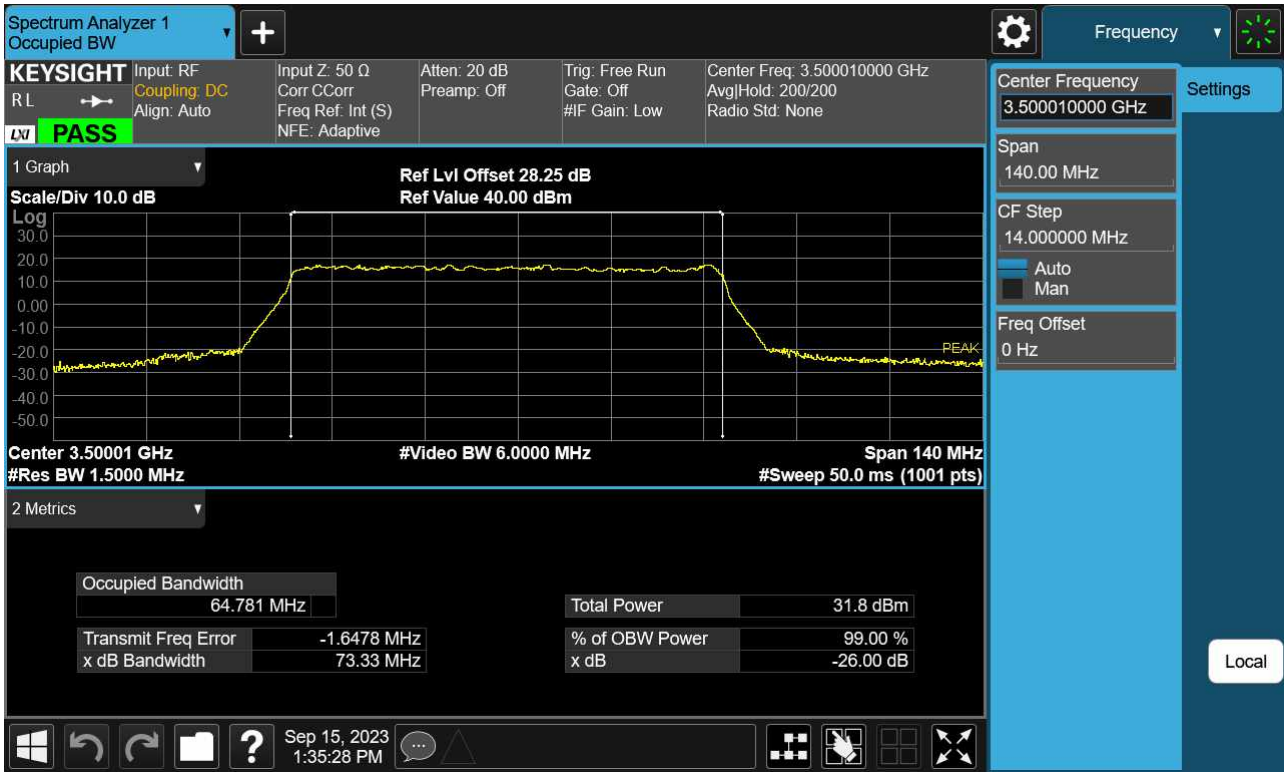 Spectrum Analyzer 1
Occupied BW
+
Frequency
KEYSIGHT
R L
LXI
PASS
Input: RF
Coupling: DC
Align: Auto
Input Z: 50 Ω
Corr CCorr
Freq Ref: Int (S)
NFE: Adaptive
Atten: 20 dB
Preamp: Off
Trig: Free Run
Gate: Off
#IF Gain: Low
Center Freq: 3.500010000 GHz
Avg|Hold: 200/200
Radio Std: None
1 Graph
Scale/Div 10.0 dB
Ref Lvl Offset 28.25 dB
Ref Value 40.00 dBm
Log
30.0
20.0
10.0
0.00
-10.0
-20.0
-30.0
-40.0
-50.0
PEAK
Center 3.50001 GHz
#Video BW 6.0000 MHz
Span 140 MHz
#Res BW 1.5000 MHz
#Sweep 50.0 ms (1001 pts)
2 Metrics
Occupied Bandwidth
64.781 MHz
Total Power 31.8 dBm
Transmit Freq Error -1.6478 MHz
% of OBW Power 99.00 %
x dB Bandwidth 73.33 MHz
x dB -26.00 dB
?
Sep 15, 2023
1:35:28 PM
Center Frequency
3.500010000 GHz
Settings
Span
140.00 MHz
CF Step
14.000000 MHz
Auto
Man
Freq Offset
0 Hz
Local